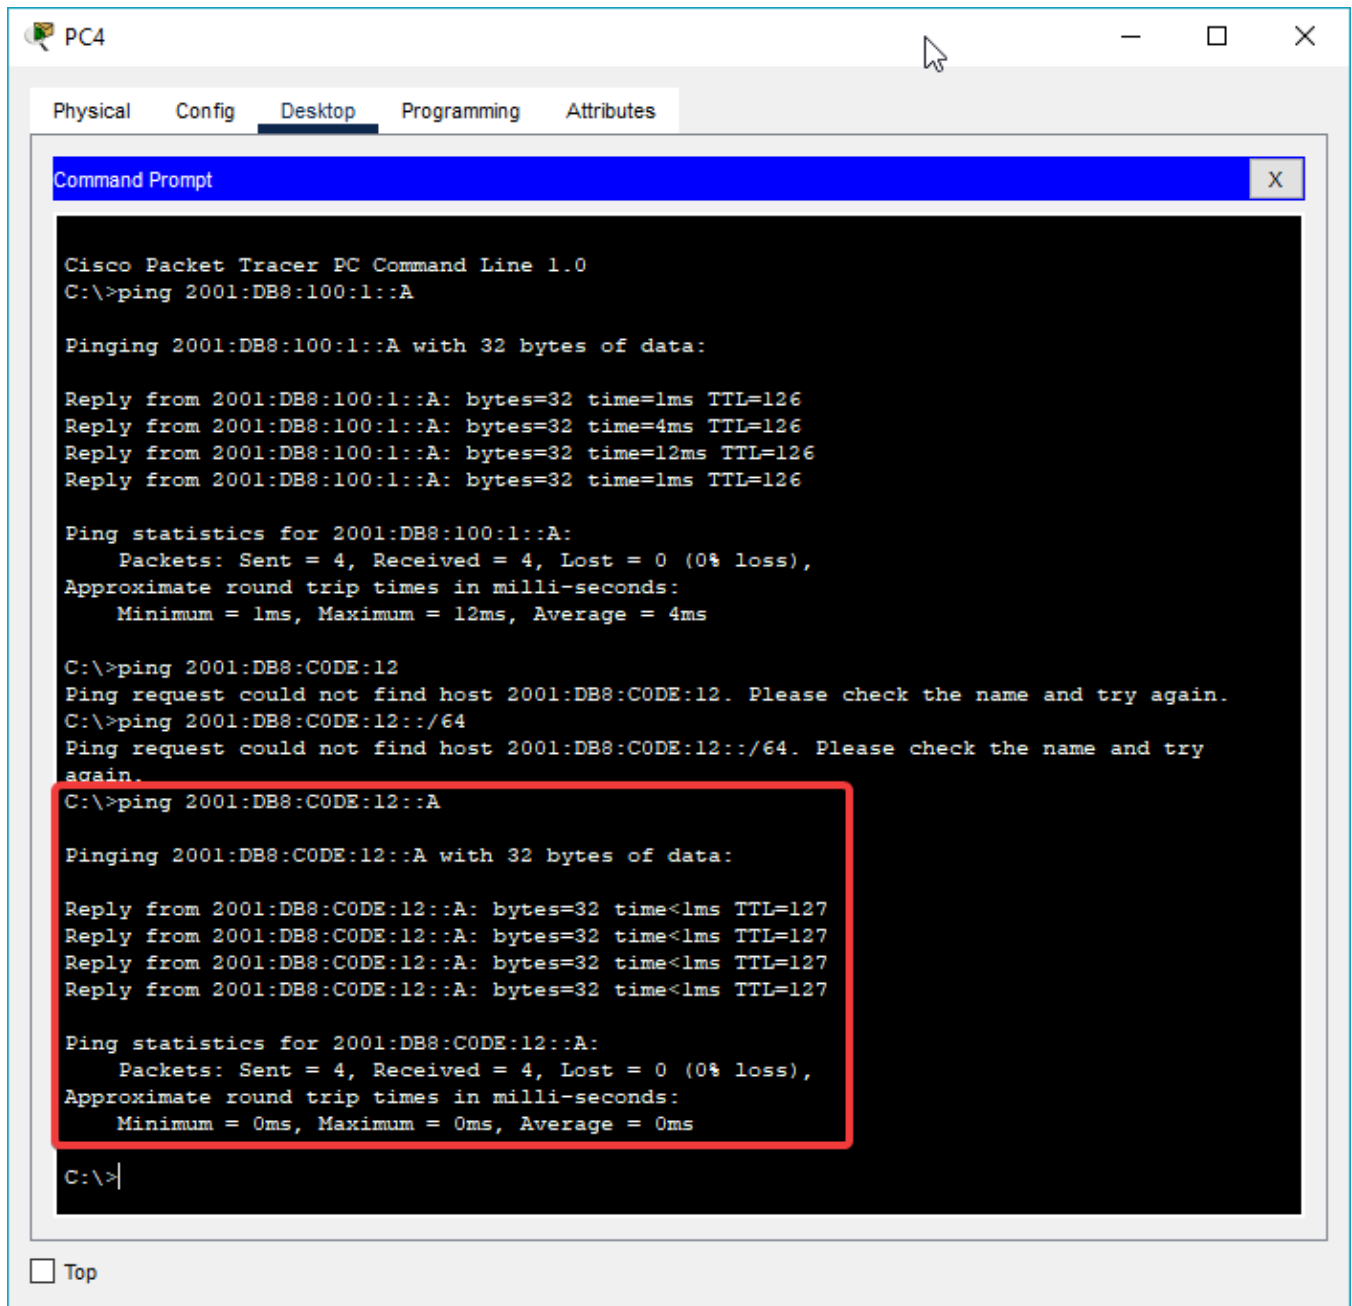 PC4
Physical Config Desktop Programming Attributes
Command Prompt X
Cisco Packet Tracer PC Command Line 1.0
C:\>ping 2001:DB8:100:1::A
Pinging 2001:DB8:100:1::A with 32 bytes of data:
Reply from 2001:DB8:100:1::A: bytes=32 time=1ms TTL=126
Reply from 2001:DB8:100:1::A: bytes=32 time=4ms TTL=126
Reply from 2001:DB8:100:1::A: bytes=32 time=12ms TTL=126
Reply from 2001:DB8:100:1::A: bytes=32 time=1ms TTL=126
Ping statistics for 2001:DB8:100:1::A:
Packets: Sent = 4, Received = 4, Lost = 0 (0% loss),
Approximate round trip times in milli-seconds:
Minimum = 1ms, Maximum = 12ms, Average = 4ms
C:\>ping 2001:DB8:C0DE:12
Ping request could not find host 2001:DB8:C0DE:12. Please check the name and try again.
C:\>ping 2001:DB8:C0DE:12::/64
Ping request could not find host 2001:DB8:C0DE:12::/64. Please check the name and try
again.
C:\>ping 2001:DB8:C0DE:12::A
Pinging 2001:DB8:C0DE:12::A with 32 bytes of data:
Reply from 2001:DB8:C0DE:12::A: bytes=32 time<1ms TTL=127
Reply from 2001:DB8:C0DE:12::A: bytes=32 time<1ms TTL=127
Reply from 2001:DB8:C0DE:12::A: bytes=32 time<1ms TTL=127
Reply from 2001:DB8:C0DE:12::A: bytes=32 time<1ms TTL=127
Ping statistics for 2001:DB8:C0DE:12::A:
Packets: Sent = 4, Received = 4, Lost = 0 (0% loss),
Approximate round trip times in milli-seconds:
Minimum = 0ms, Maximum = 0ms, Average = 0ms
C:\>
Top